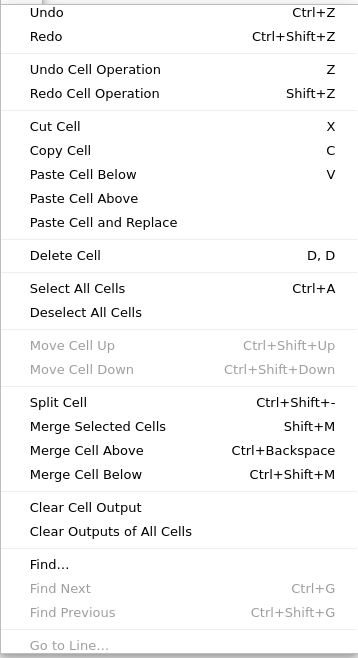 Undo Ctrl+Z
Redo Ctrl+Shift+Z
Undo Cell Operation Z
Redo Cell Operation Shift+Z
Cut Cell X
Copy Cell C
Paste Cell Below V
Paste Cell Above
Paste Cell and Replace
Delete Cell D, D
Select All Cells Ctrl+A
Deselect All Cells
Move Cell Up Ctrl+Shift+Up
Move Cell Down Ctrl+Shift+Down
Split Cell Ctrl+Shift+-
Merge Selected Cells Shift+M
Merge Cell Above Ctrl+Backspace
Merge Cell Below Ctrl+Shift+M
Clear Cell Output
Clear Outputs of All Cells
Find…
Find Next Ctrl+G
Find Previous Ctrl+Shift+G
Go to Line…